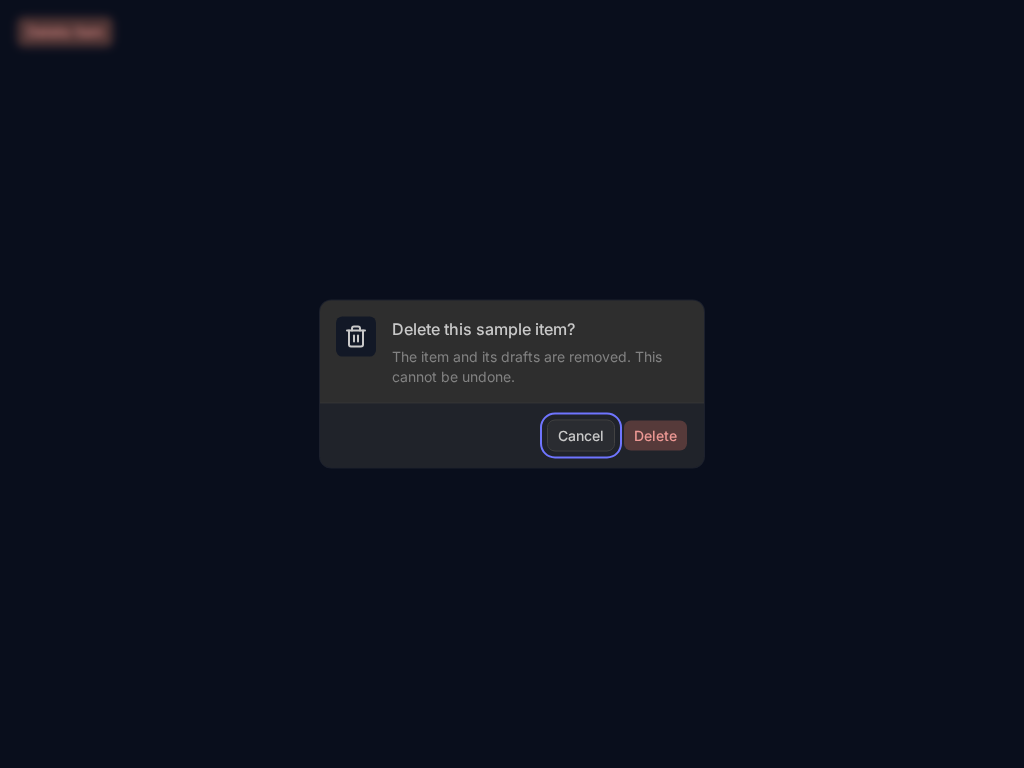 Delete this sample item?
The item and its drafts are removed. This
cannot be undone.
Cancel
Delete